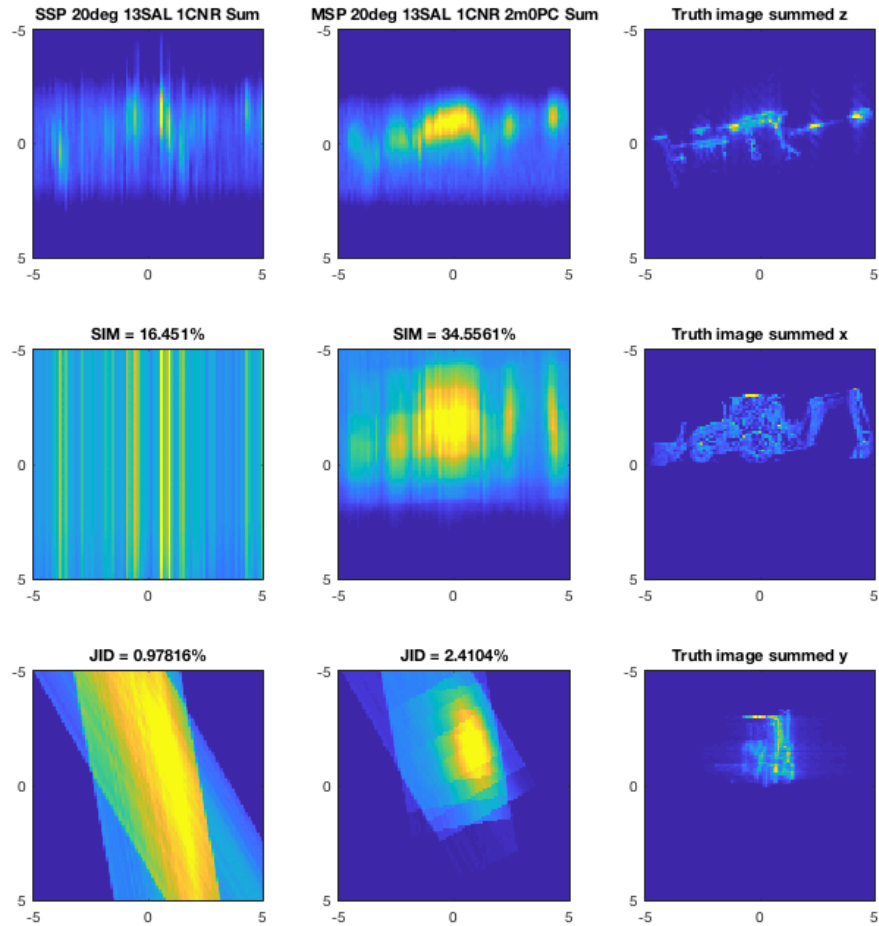 SSP 20deg 13SAL 1CNR Sum
MSP 20deg 13SAL 1CNR 2m0PC Sum
Truth image summed z
-5
0
5
-5 0 5
-5
0
5
-5 0 5
-5
0
5
-5 0 5
SIM = 16.451%
SIM = 34.5561%
Truth image summed x
-5
0
5
-5 0 5
-5
0
5
-5 0 5
-5
0
5
-5 0 5
JID = 0.97816%
JID = 2.4104%
Truth image summed y
-5
0
5
-5 0 5
-5
0
5
-5 0 5
-5
0
5
-5 0 5